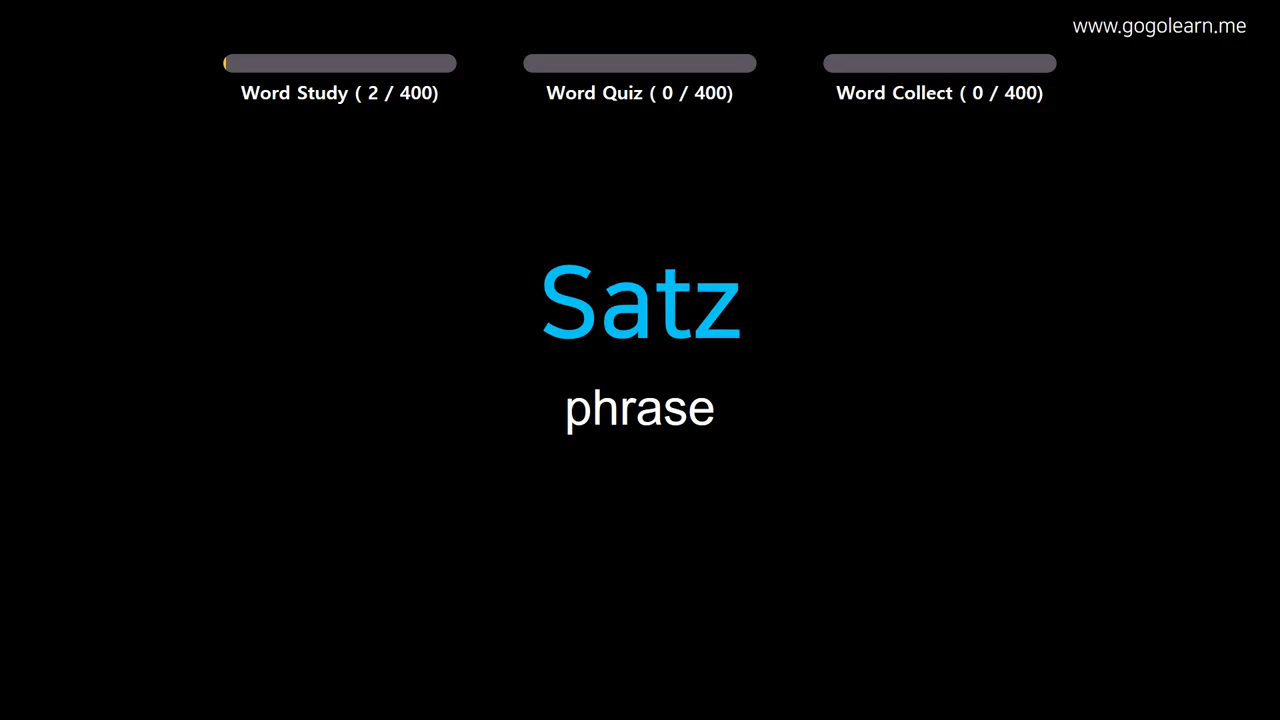 www.gogolearn.me
Word Study ( 2 / 400)
Word Quiz ( 0 / 400)
Word Collect ( 0 / 400)
Satz
phrase